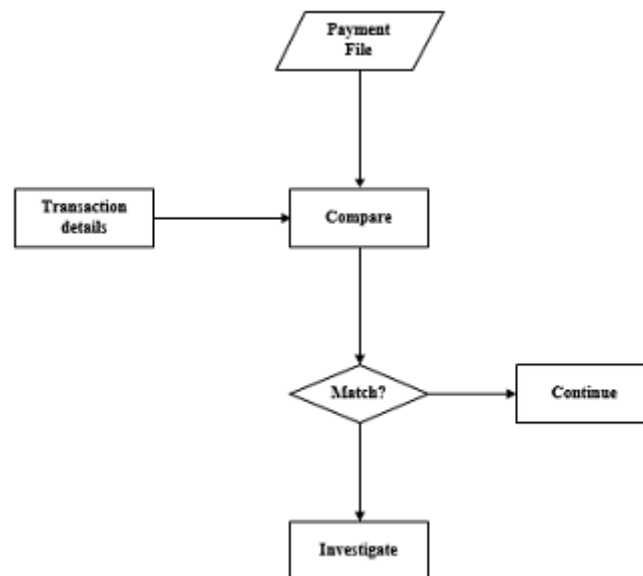 Payment
File
Transaction
details
Compare
Match?
Continue
Investigate